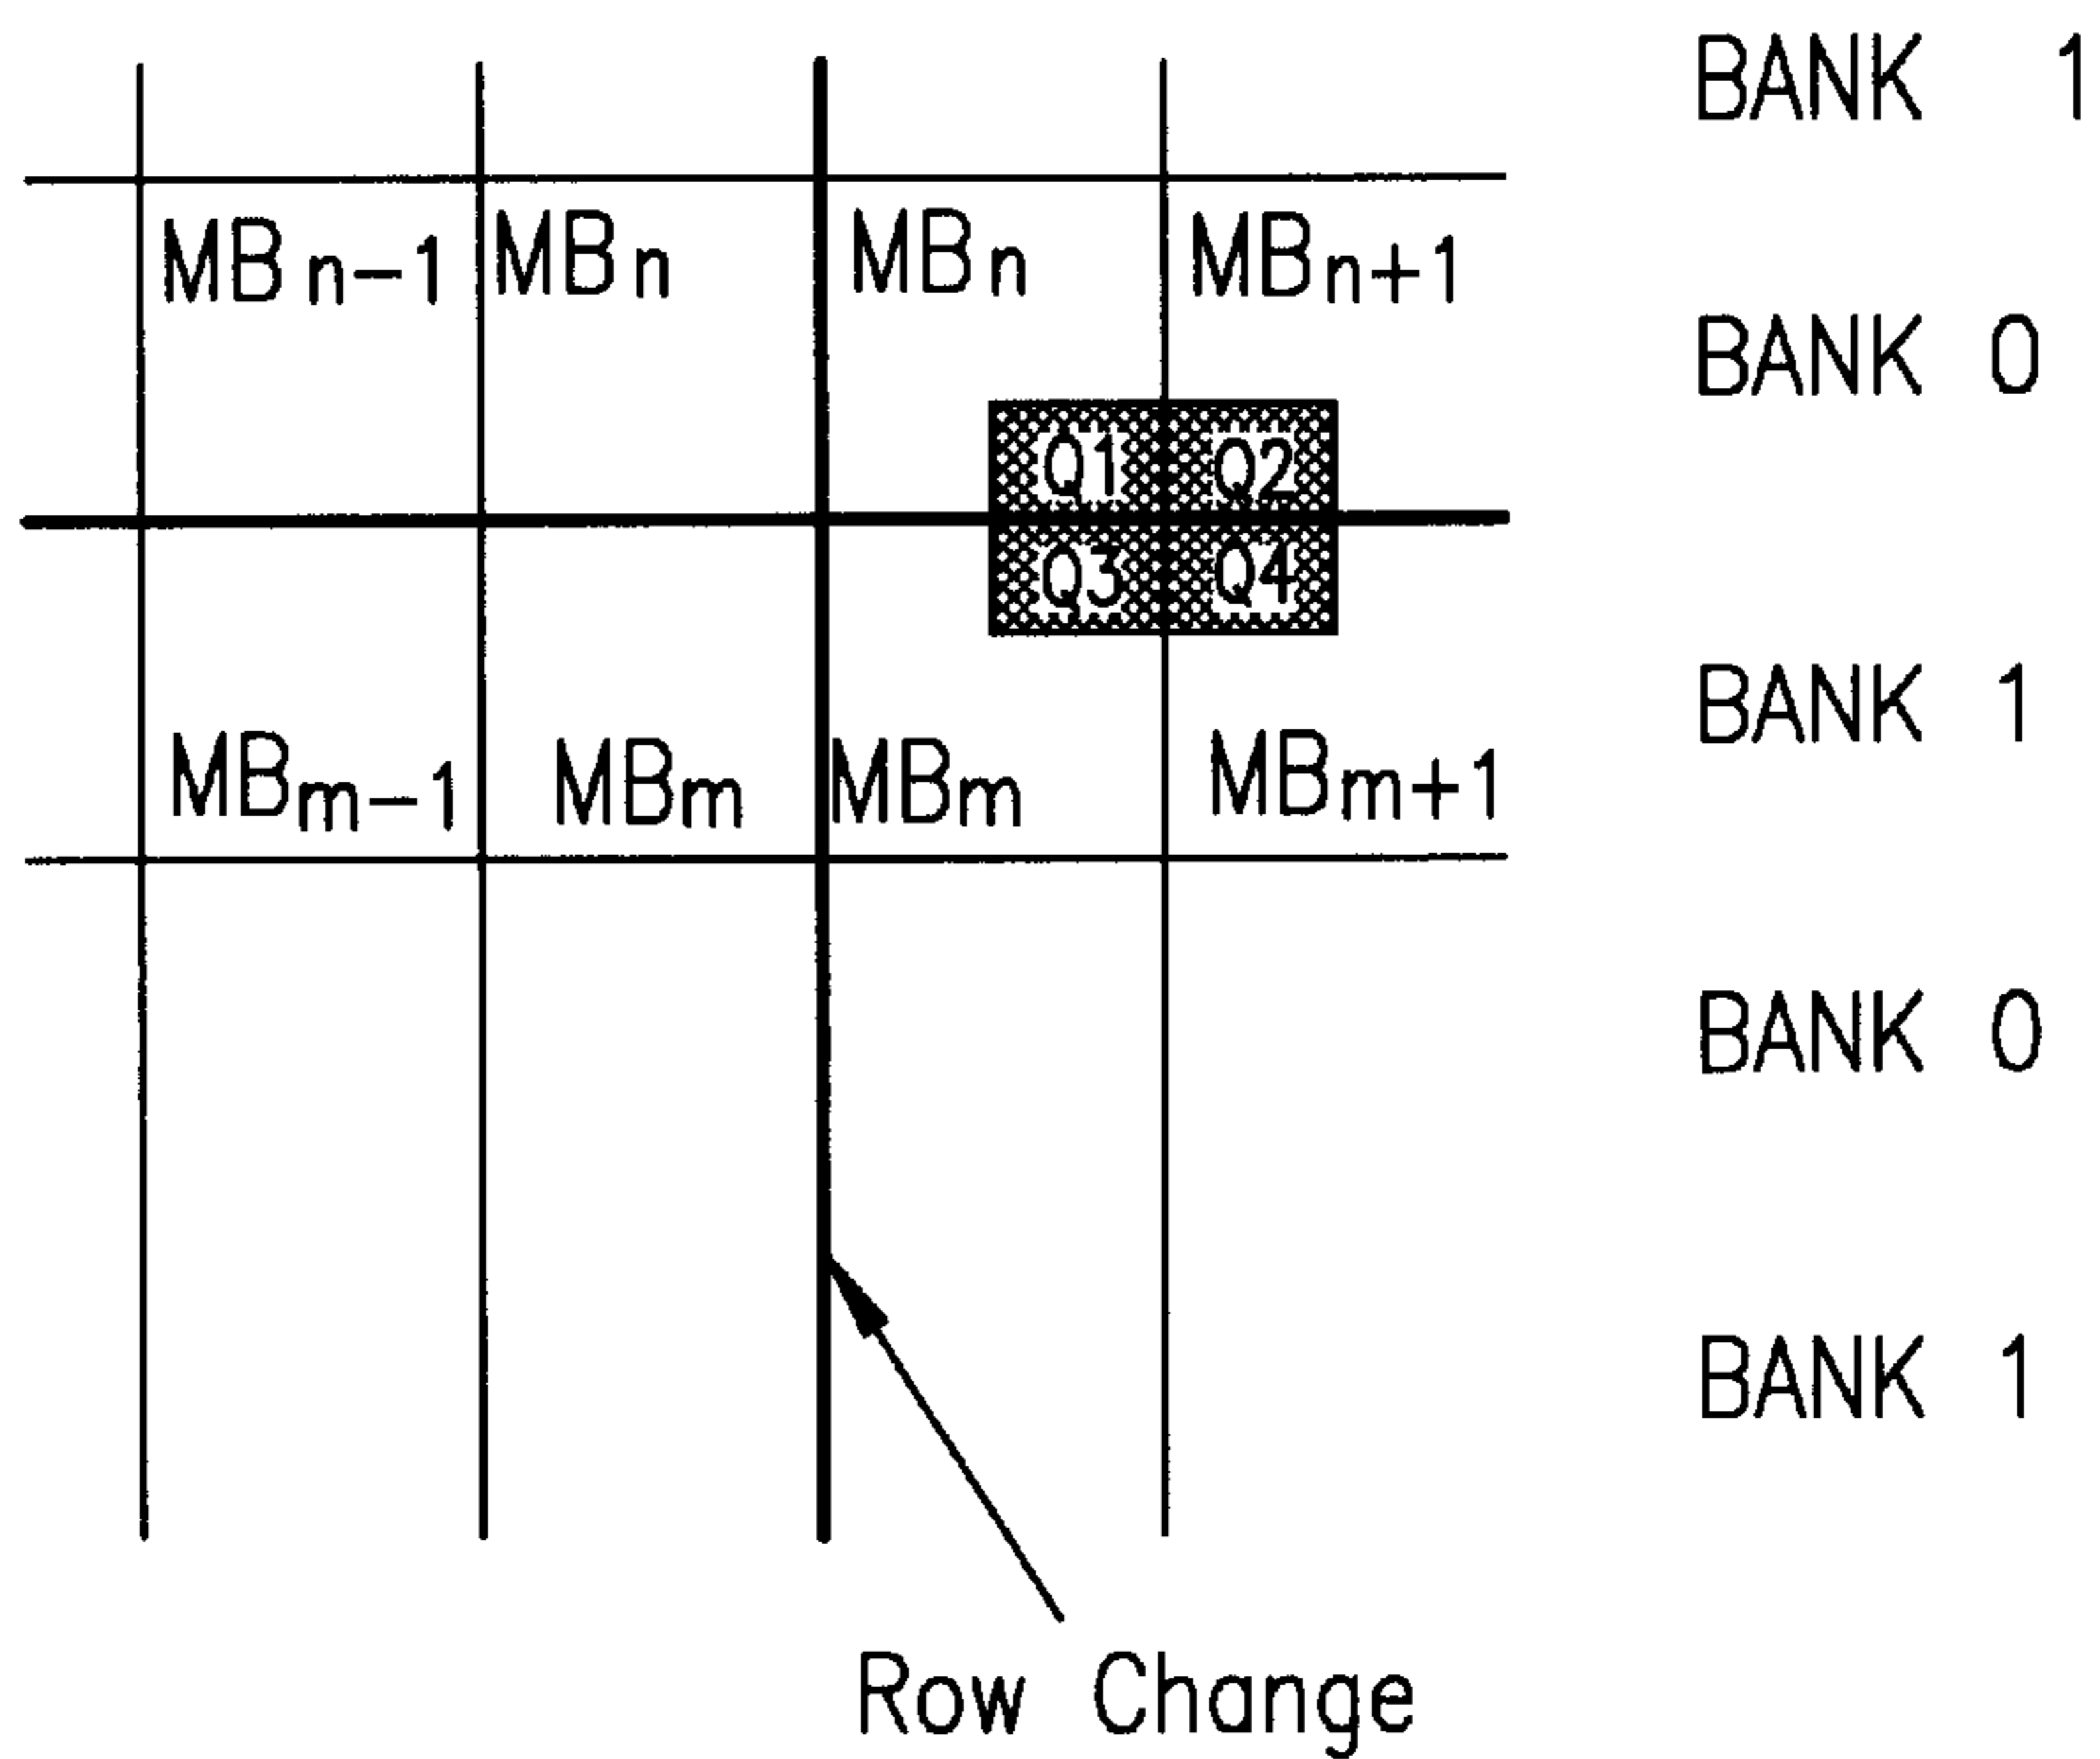 BANK 1
MBn-1 MBn MBn MBn+1
BANK 0
Q1 Q2
Q3 Q4
BANK 1
MBm-1 MBm MBm MBm+1
BANK 0
BANK 1
Row Change